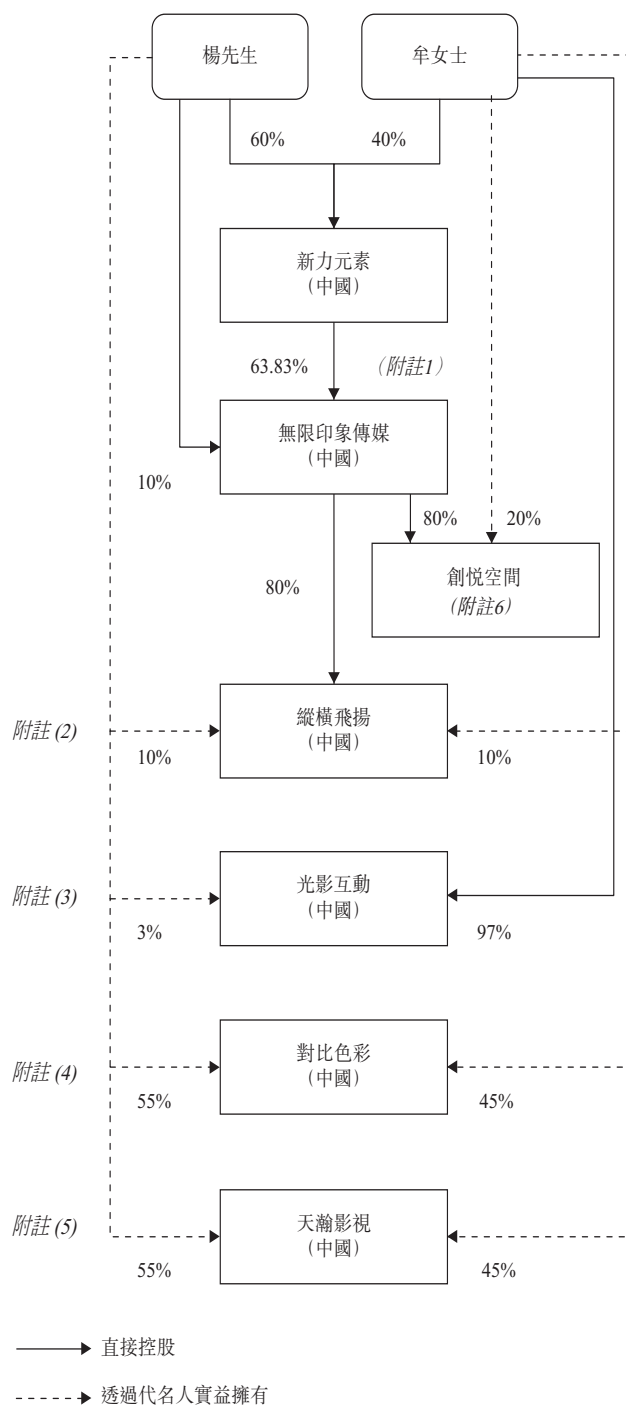 楊先生
牟女士
60%
40%
新力元素
(中國)
63.83%
(附註1)
無限印象傳媒
(中國)
10%
80%
20%
創悅空間
(附註6)
80%
縱橫飛揚
(中國)
附註 (2)
10%
10%
光影互動
(中國)
附註 (3)
3%
97%
對比色彩
(中國)
附註 (4)
55%
45%
天瀚影視
(中國)
附註 (5)
55%
45%
直接控股
透過代名人實益擁有